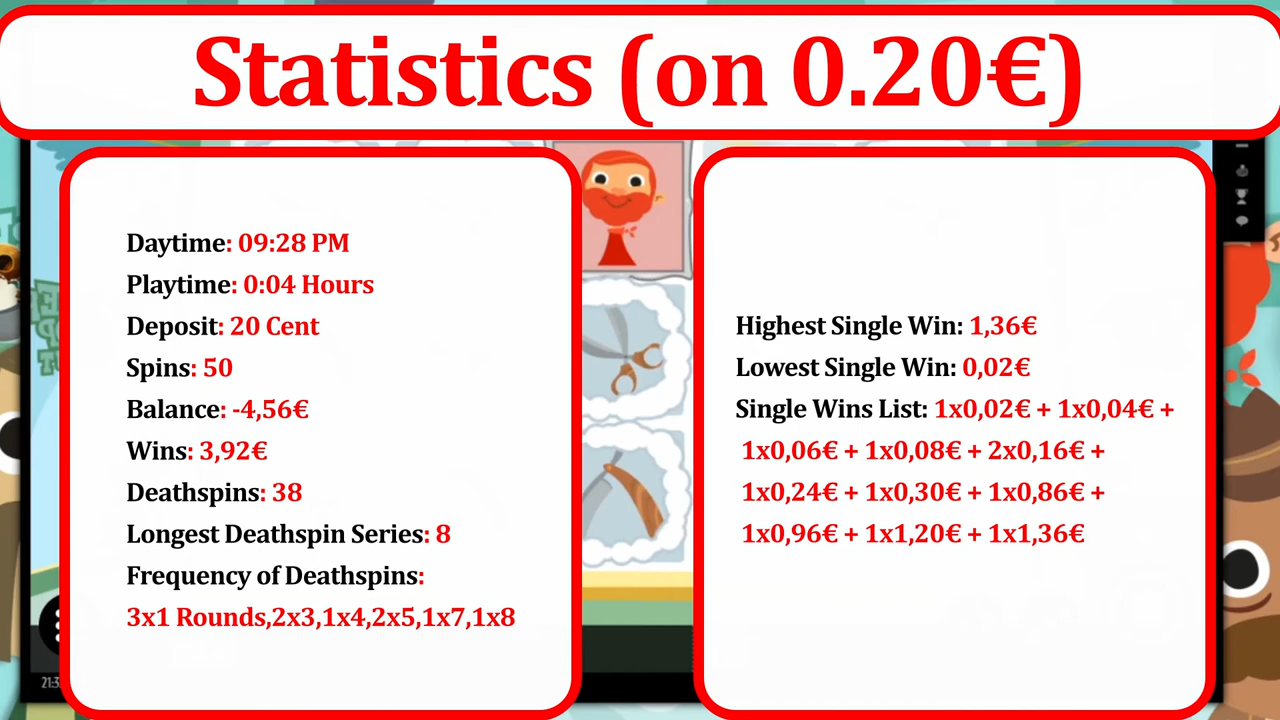 Statistics (on 0.20€)
Daytime: 09:28 PM
Playtime: 0:04 Hours
Deposit: 20 Cent
Spins: 50
Balance: -4,56€
Wins: 3,92€
Deathspins: 38
Longest Deathspin Series: 8
Frequency of Deathspins:
3x1 Rounds,2x3,1x4,2x5,1x7,1x8
Highest Single Win: 1,36€
Lowest Single Win: 0,02€
Single Wins List: 1x0,02€ + 1x0,04€ +
1x0,06€ + 1x0,08€ + 2x0,16€ +
1x0,24€ + 1x0,30€ + 1x0,86€ +
1x0,96€ + 1x1,20€ + 1x1,36€